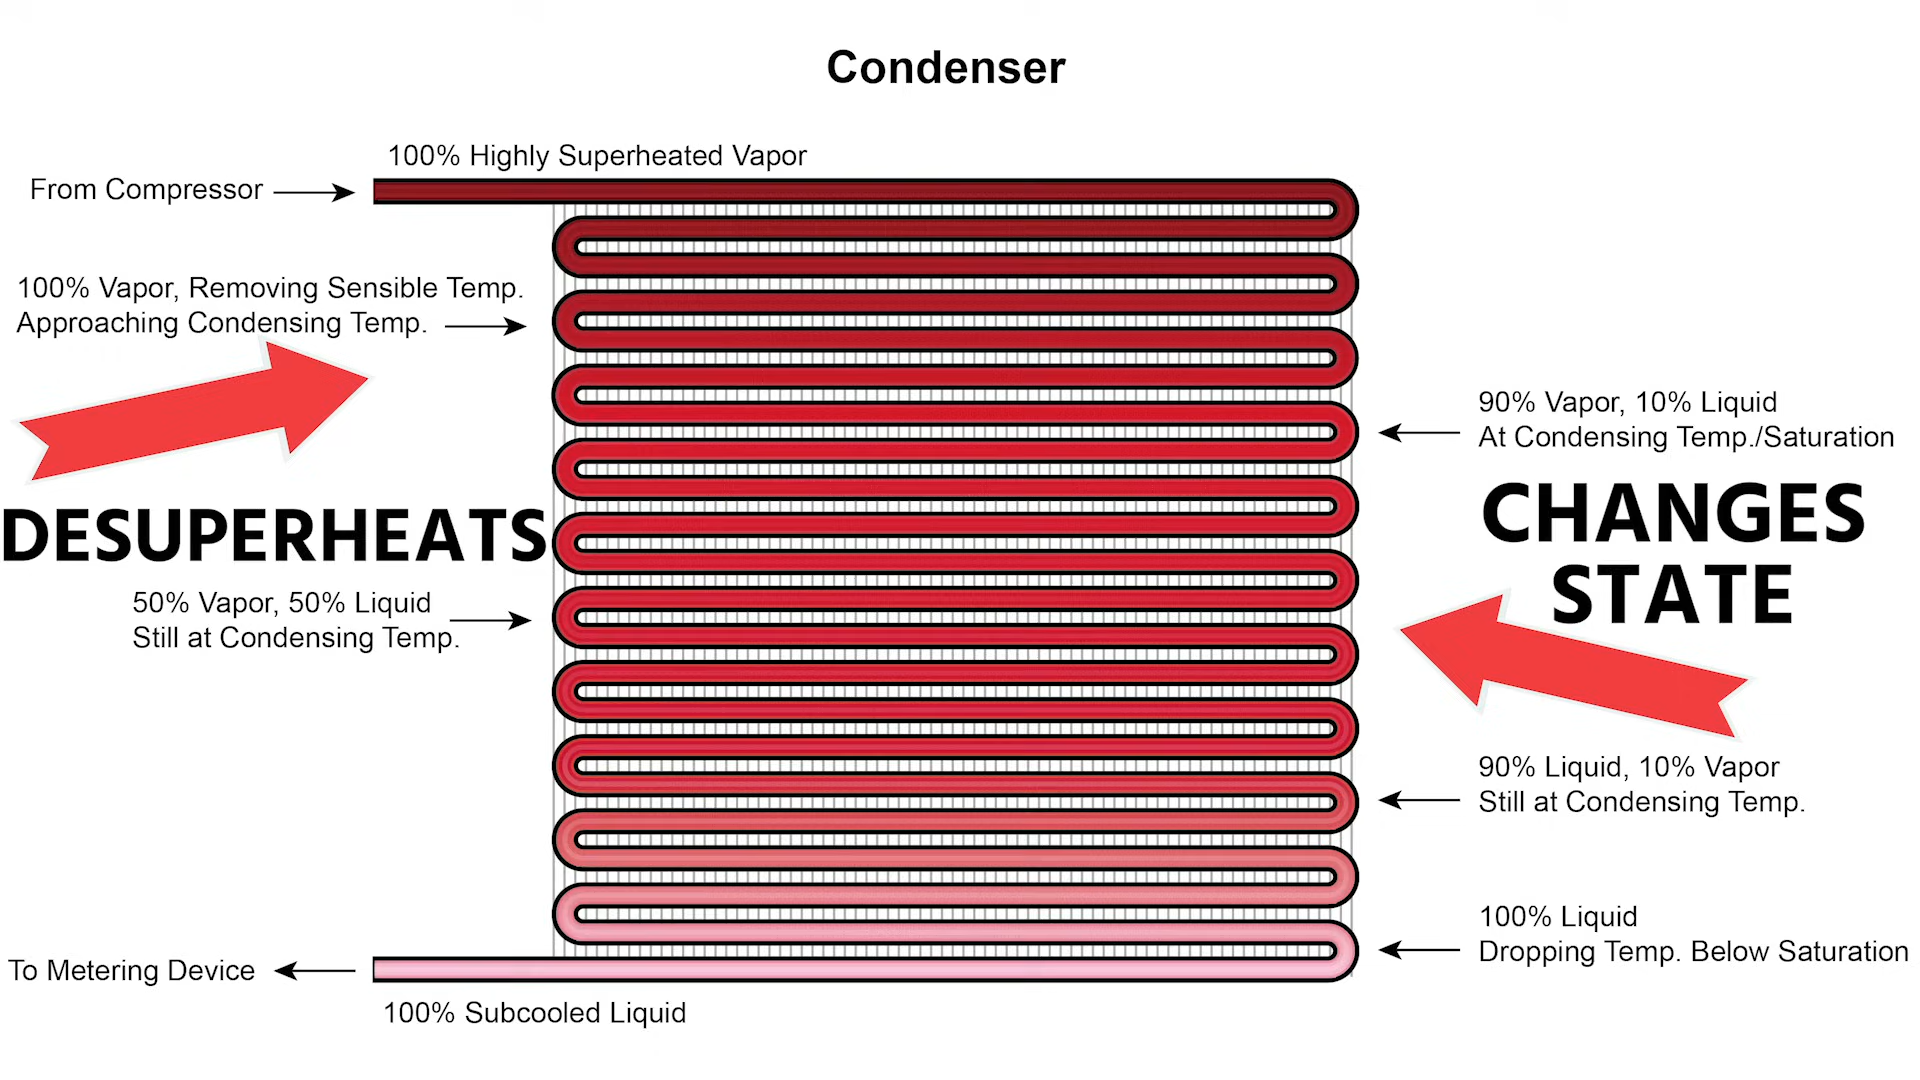 Condenser
100% Highly Superheated Vapor
From Compressor
100% Vapor, Removing Sensible Temp.
Approaching Condensing Temp.
90% Vapor, 10% Liquid
At Condensing Temp./Saturation
DESUPERHEATS
CHANGES
STATE
50% Vapor, 50% Liquid
Still at Condensing Temp.
90% Liquid, 10% Vapor
Still at Condensing Temp.
100% Liquid
Dropping Temp. Below Saturation
To Metering Device
100% Subcooled Liquid